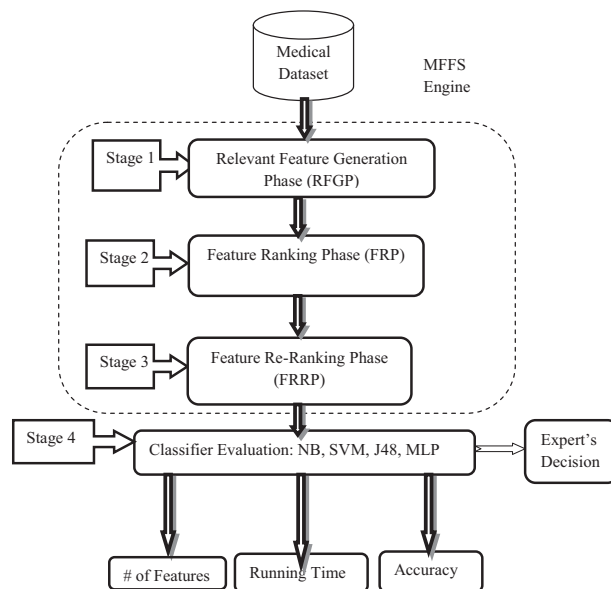 Medical
Dataset
MFFS
Engine
Stage 1
Relevant Feature Generation
Phase (RFGP)
Stage 2
Feature Ranking Phase (FRP)
Stage 3
Feature Re-Ranking Phase
(FRRP)
Stage 4
Classifier Evaluation: NB, SVM, J48, MLP
Expert's
Decision
# of Features
Running Time
Accuracy